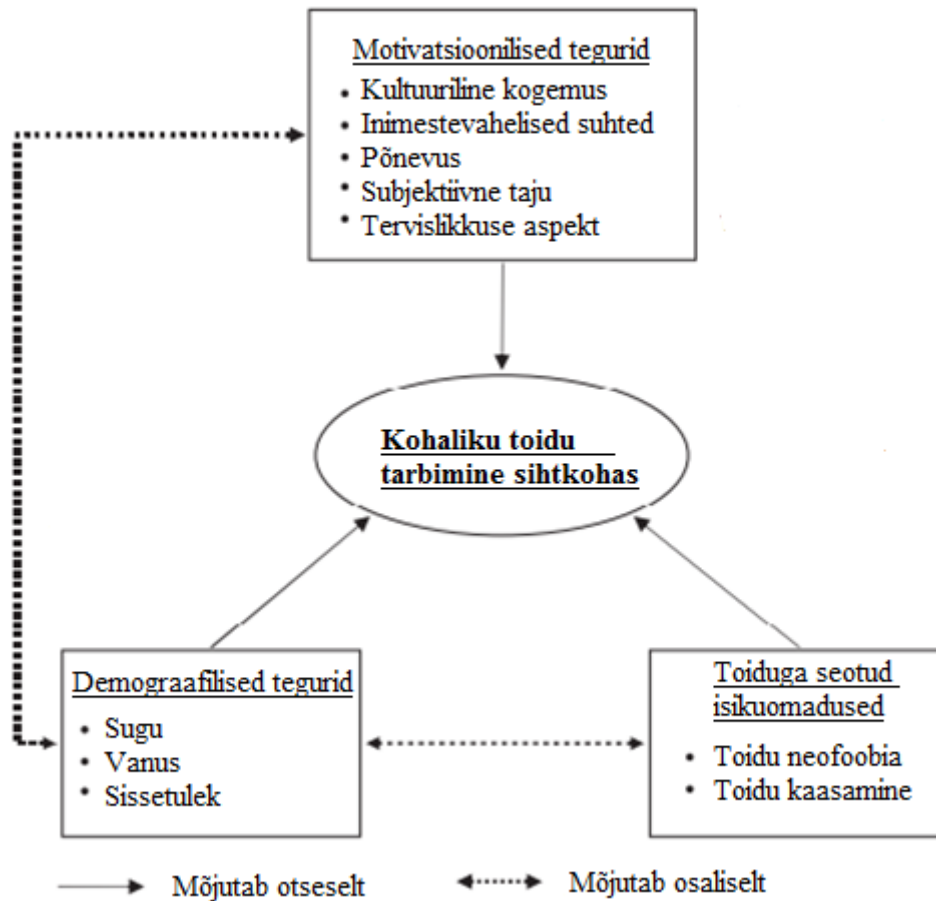 Motivatsioonilised tegurid
• Kultuuriline kogemus
• Inimestevahelised suhted
• Põnevus
• Subjektiivne taju
• Tervislikkuse aspekt
Kohaliku toidu
tarbimine sihtkohas
Demograafilised tegurid
• Sugu
• Vanus
• Sissetulek
Toiduga seotud
isikuomadused
• Toidu neofoobia
• Toidu kaasamine
Mõjutab otseselt
Mõjutab osaliselt